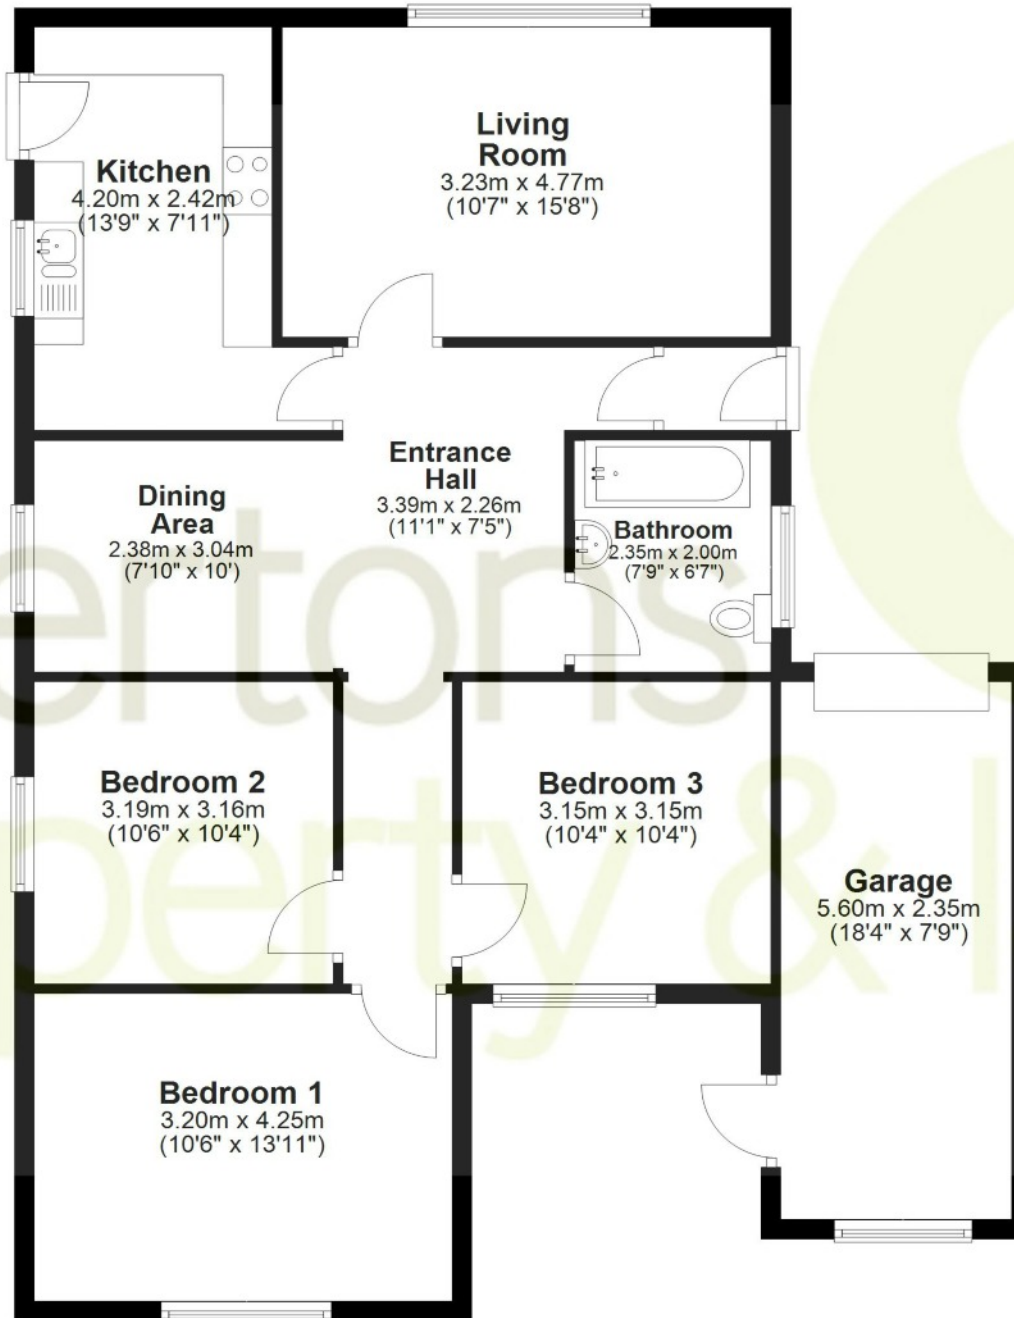 Living
Room
3.23m x 4.77m
(10'7" x 15'8")
Kitchen
4.20m x 2.42m
(13'9" x 7'11")
Entrance
Hall
3.39m x 2.26m
(11'1" x 7'5")
Dining
Area
2.38m x 3.04m
(7'10" x 10')
Bathroom
2.35m x 2.00m
(7'9" x 6'7")
ertons
Bedroom 2
3.19m x 3.16m
(10'6" x 10'4")
Bedroom 3
3.15m x 3.15m
(10'4" x 10'4")
perty &
Garage
5.60m x 2.35m
(18'4" x 7'9")
Bedroom 1
3.20m x 4.25m
(10'6" x 13'11")